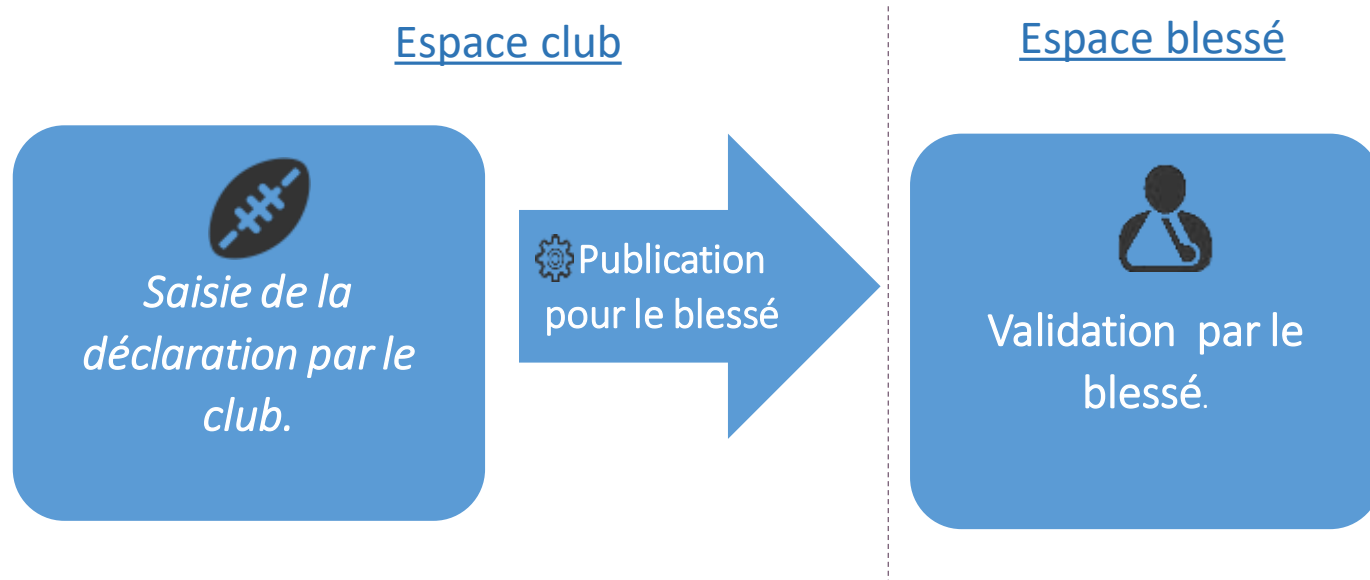 Espace club
Espace blessé
Saisie de la
déclaration par le
club.
Publication
pour le blessé
Validation par le
blessé.